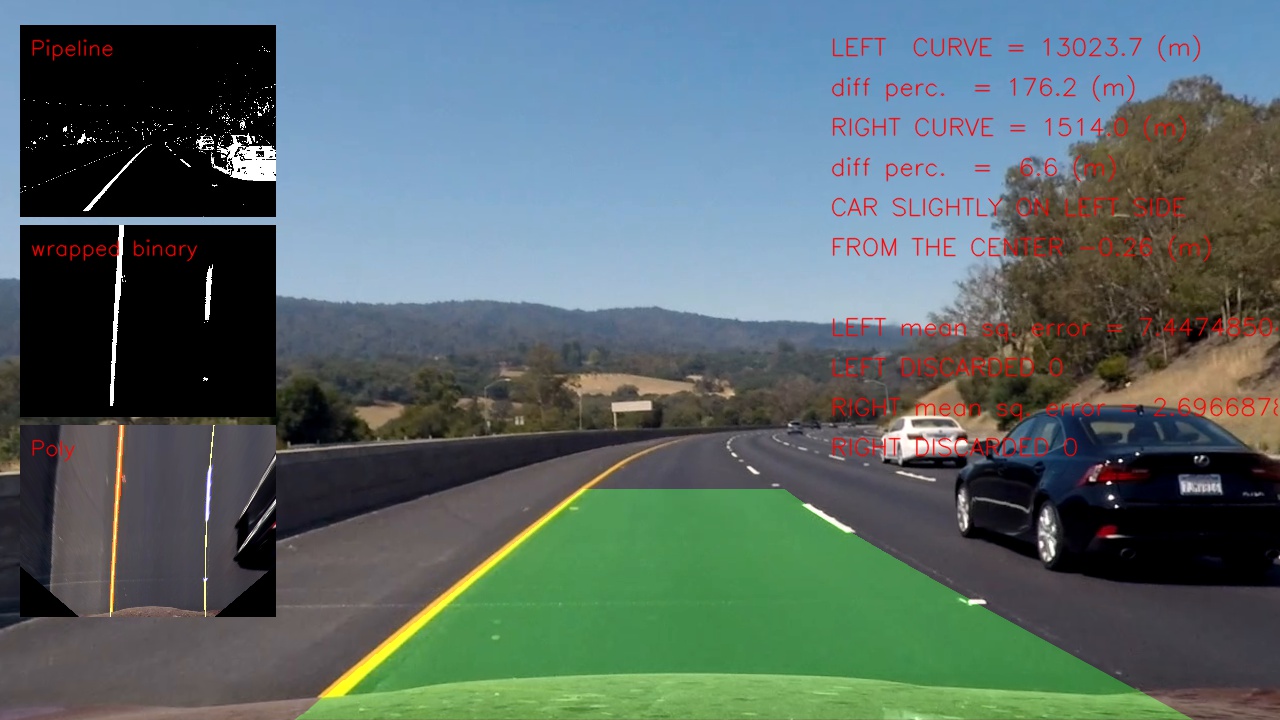 Pipeline
wrapped binary
Poly
LEFT CURVE = 13023.7 (m)
diff perc. = 176.2 (m)
RIGHT CURVE = 1514.0 (m)
diff perc. = 6.6 (m)
CAR SLIGHTLY ON LEFT SIDE
FROM THE CENTER -0.26 (m)
LEFT mean sq. error = 7.4474850
LEFT DISCARDED 0
RIGHT mean sq. error = 2.6966878
RIGHT DISCARDED 0